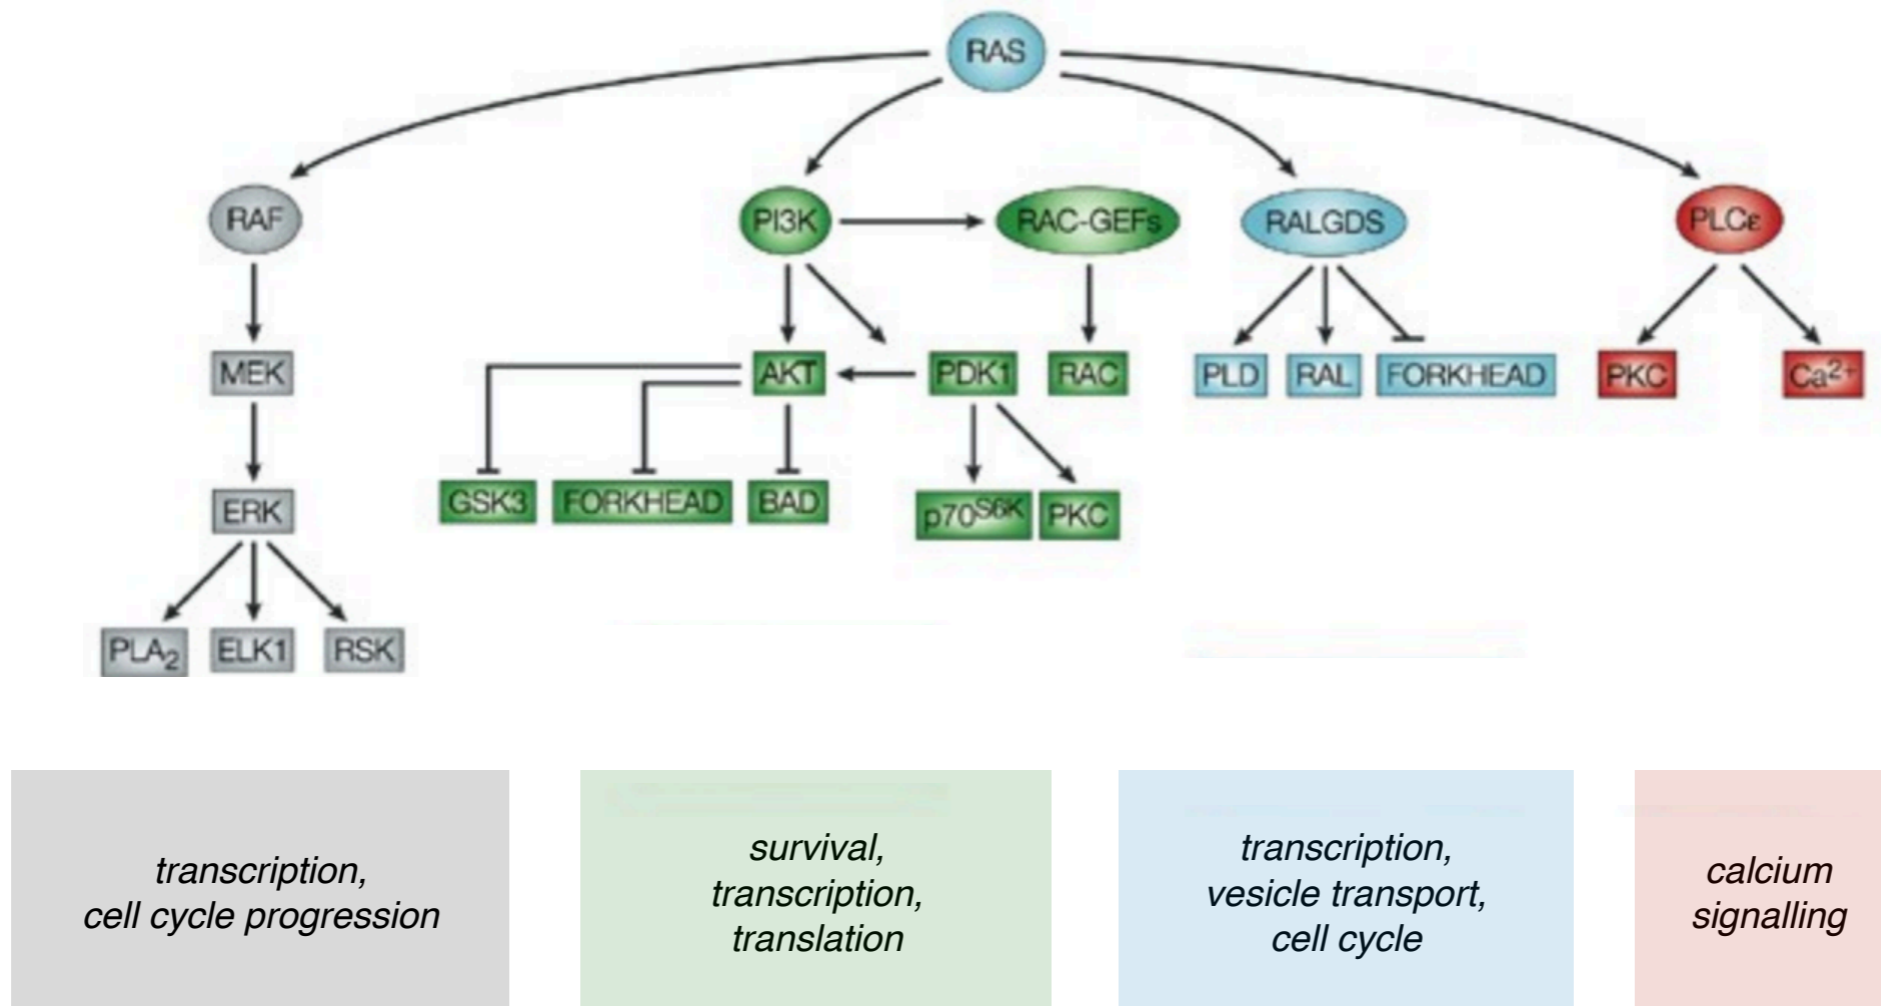 RAS
RAF
PI3K
RAC-GEFs
RALGDS
PLCε
MEK
AKT
PDK1
RAC
PLD
RAL
FORKHEAD
PKC
Ca²⁺
ERK
GSK3
FORKHEAD
BAD
p70ˢ⁶ᴷ
PKC
PLA₂
ELK1
RSK
transcription,
cell cycle progression
survival,
transcription,
translation
transcription,
vesicle transport,
cell cycle
calcium
signalling